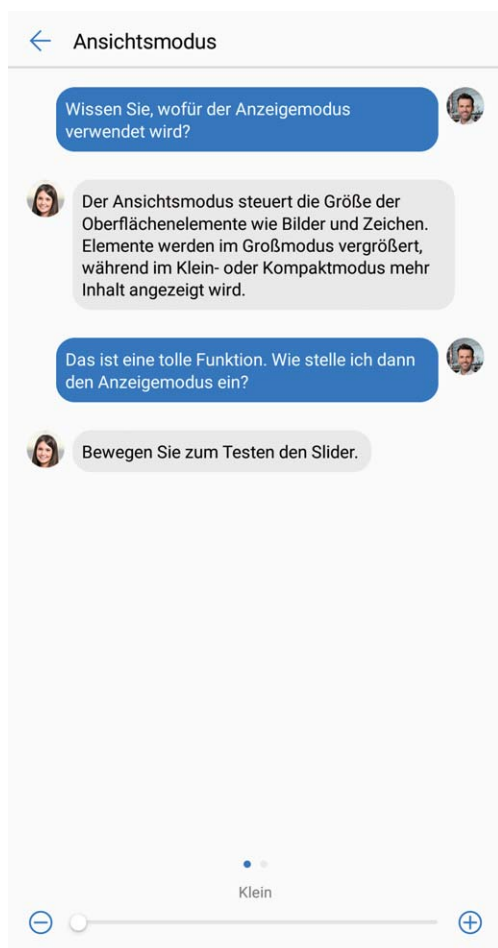 Ansichtsmodus
Wissen Sie, wofür der Anzeigemodus
verwendet wird?
Der Ansichtsmodus steuert die Größe der
Oberflächenelemente wie Bilder und Zeichen.
Elemente werden im Großmodus vergrößert,
während im Klein- oder Kompaktmodus mehr
Inhalt angezeigt wird.
Das ist eine tolle Funktion. Wie stelle ich dann
den Anzeigemodus ein?
Bewegen Sie zum Testen den Slider.
Klein